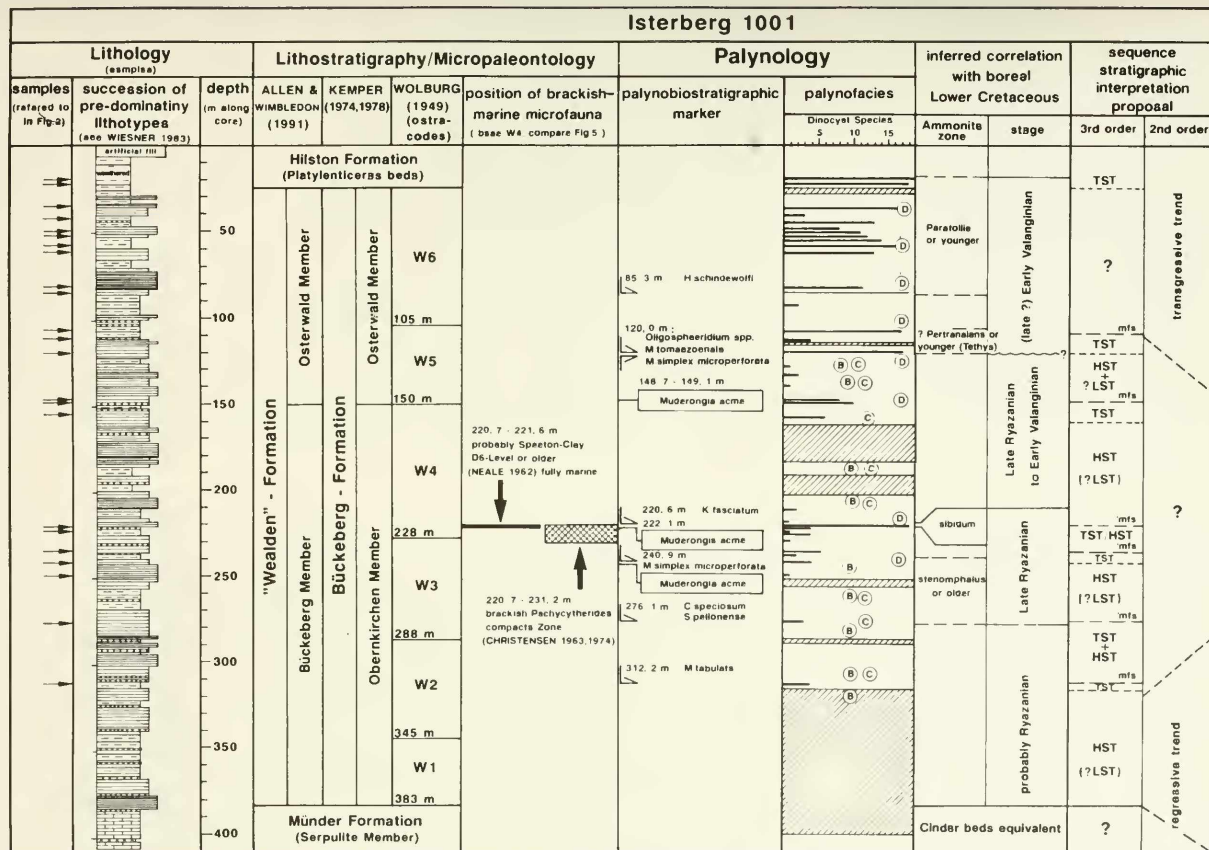 Isterberg 1001
Lithology
(samples)
Lithostratigraphy/Micropaleontology
Palynology
inferred correlation
with boreal
Lower Cretaceous
sequence
stratigraphic
interpretation
proposal
samples
(refered to
in Fig.2)
succession of
pre-dominatiny
lithotypes
(see WIESNER 1983)
depth
(m along
core)
ALLEN &
WIMBLEDON
(1991)
KEMPER
(1974,1978)
WOLBURG
(1949)
(ostra-
codes)
position of brackish-
marine microfauna
( base W4 compare Fig 5 )
palynobiostratigraphic
marker
palynofacies
Dinocyst Species
5 10 15
Ammonite
zone
stage
3rd order
2nd order
artificial fill
weathered
50
100
150
200
250
300
350
400
Hilston Formation
(Platylenticeras beds)
"Wealden" - Formation
Osterwald Member
Bückeberg Member
Bückeberg - Formation
Osterwald Member
Obernkirchen Member
W6
105 m
W5
150 m
W4
228 m
W3
288 m
W2
345 m
W1
383 m
Münder Formation
(Serpulite Member)
220, 7 - 221, 6 m
probably Speeton-Clay
D6-Level or older
(NEALE 1962) fully marine
220 7 - 231, 2 m
brackish Pachycytherides
compacts Zone
(CHRISTENSEN 1963,1974)
85 3 m H schindewolfi
120, 0 m :
Oligosphaeridium spp.
M tomaezoensis
M simplex microperforata
148 7 - 149, 1 m
Muderongia acme
220, 6 m K fasciatum
222 1 m
Muderongia acme
240, 9 m
M simplex microperforata
Muderongia acme
276 1 m C speciosum
S pelionense
312, 2 m M tabulata
D
D
D
D
D
B C
B C
D
C
B C
B C
D
D
B
B C
C
B
B C
B
Paratollia
or younger
? Pertransians or
younger (Tethys)
sibidum
stenomphalus
or older
Cinder beds equivalent
(late ?) Early Valanginian
?
Late Ryazanian
to Early Valanginian
Late Ryazanian
probably Ryazanian
TST
?
mfs
TST
HST
+
? LST
mfs
TST
HST
(?LST)
mfs
TST HST
mfs
TST
HST
(?LST)
mfs
TST
+
HST
mfs
TST
HST
(?LST)
?
transgressive trend
?
regressive trend